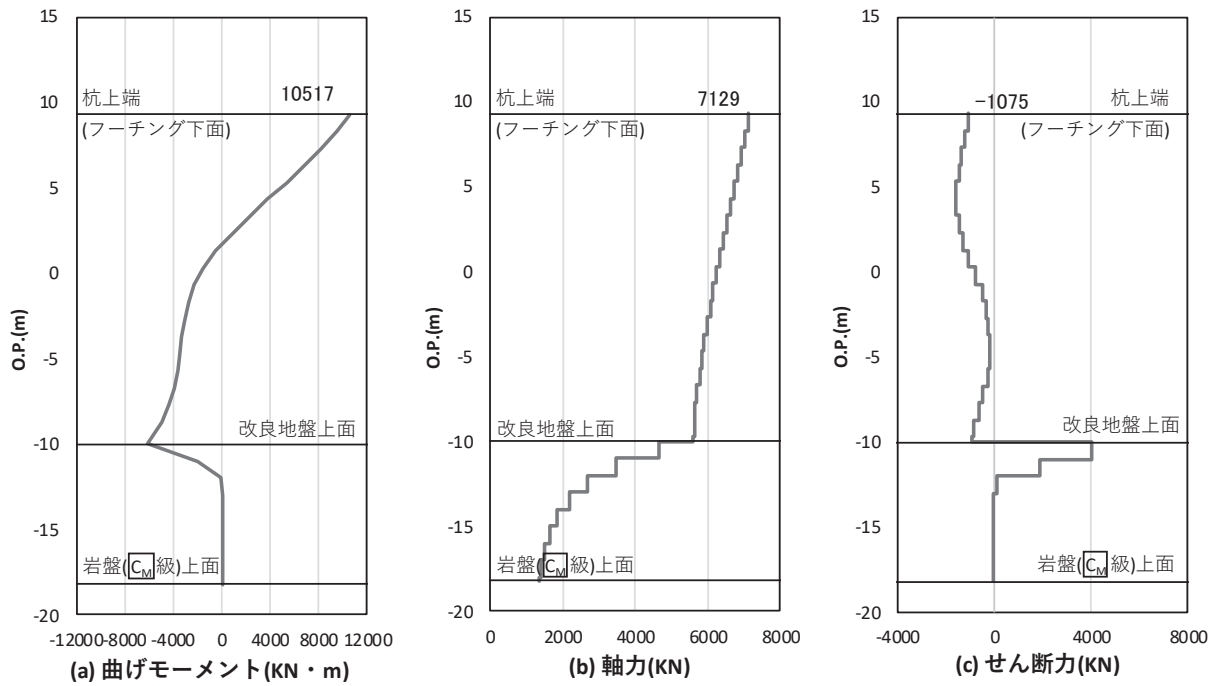 15
10
5
0
-5
-10
-15
-20
O.P.(m)
杭上端
10517
(フーチング下面)
改良地盤上面
岩盤(CM級)上面
-12000-8000 -4000 0 4000 8000 12000
(a) 曲げモーメント(KN・m)
15
10
5
0
-5
-10
-15
-20
O.P.(m)
杭上端
7129
(フーチング下面)
改良地盤上面
岩盤(CM級)上面
0 2000 4000 6000 8000
(b) 軸力(KN)
15
10
5
0
-5
-10
-15
-20
O.P.(m)
-1075
杭上端
(フーチング下面)
改良地盤上面
岩盤(CM級)上面
-4000 0 4000 8000
(c) せん断力(KN)